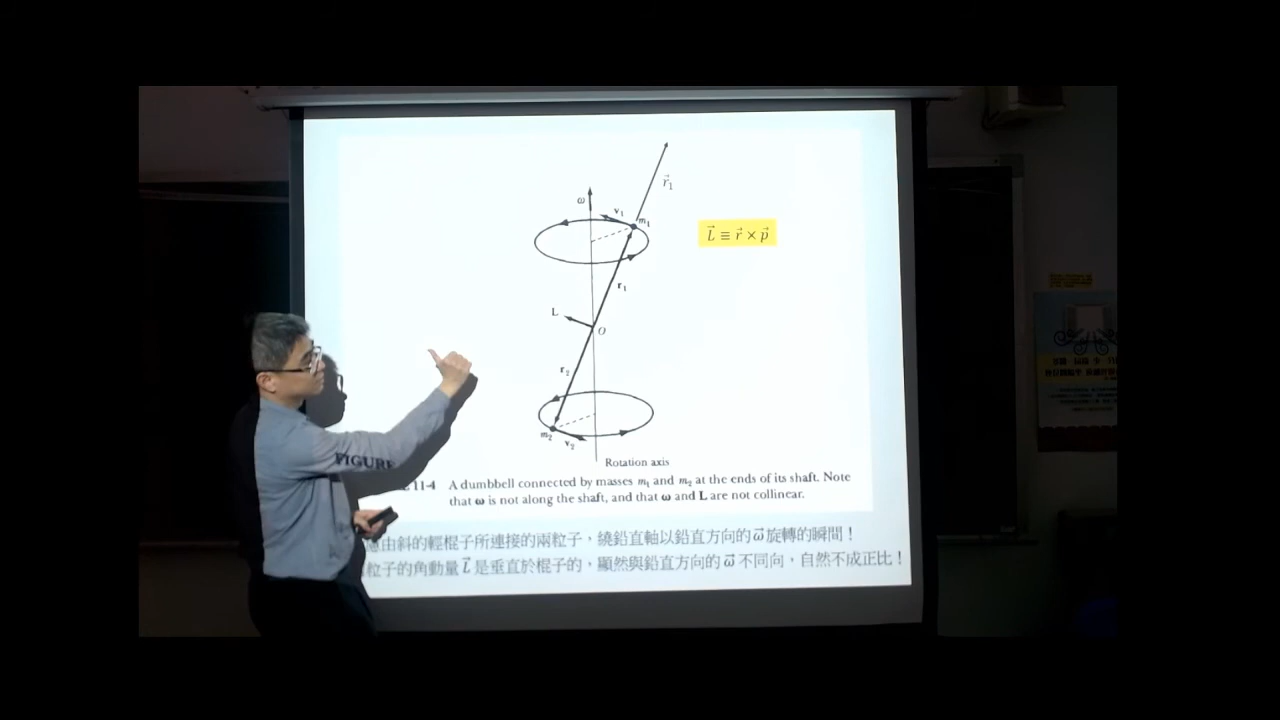 r⃗₁
ω
v₁
m₁
L⃗ ≡ r⃗ × p⃗
r₁
L
O
r₂
m₂
v₂
Rotation axis
FIGURE 11-4 A dumbbell connected by masses m₁ and m₂ at the ends of its shaft. Note
that ω is not along the shaft, and that ω and L are not collinear.
由斜的輕棍子所連接的兩粒子，繞鉛直軸以鉛直方向的ω⃗旋轉的瞬間！
粒子的角動量L⃗是垂直於棍子的，顯然與鉛直方向的ω⃗不同向，自然不成正比！